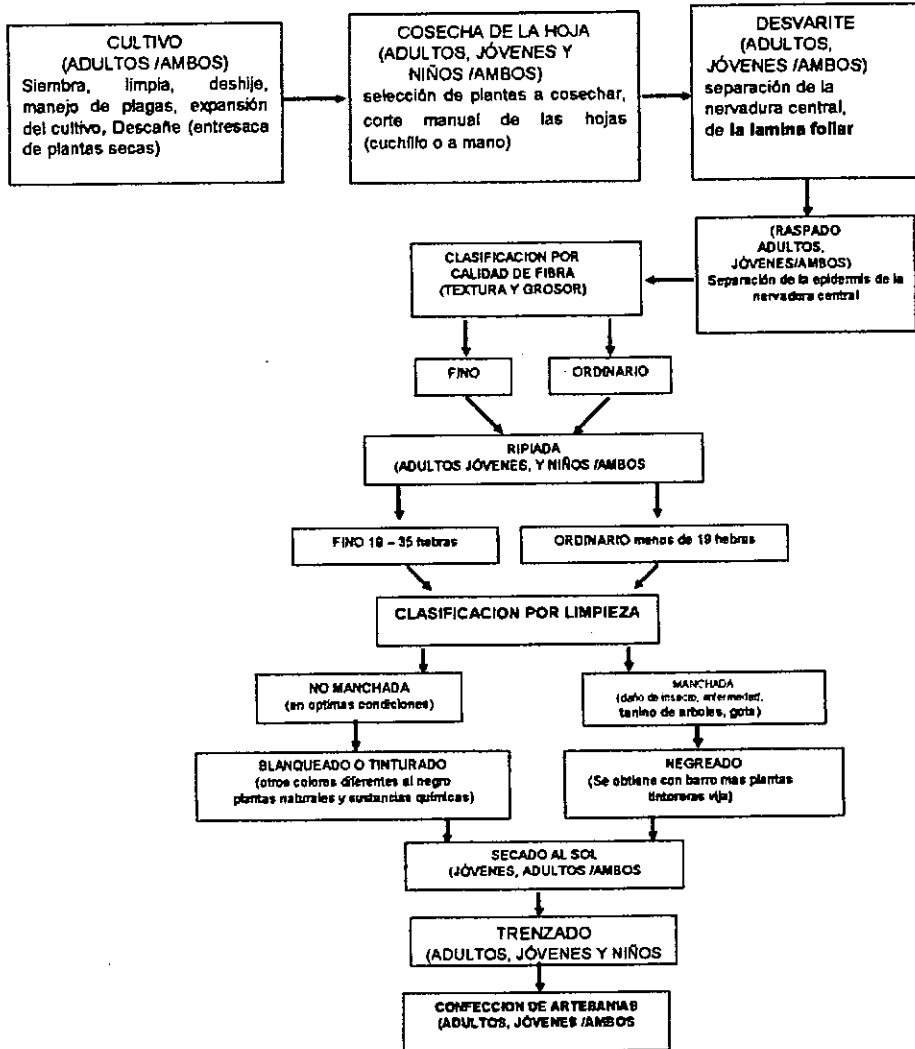 CULTIVO
(ADULTOS /AMBOS)
Siembra, limpia, deshije,
manejo de plagas, expansión
del cultivo, Descañe (entresaca
de plantas secas)
COSECHA DE LA HOJA
(ADULTOS, JÓVENES Y
NIÑOS /AMBOS)
selección de plantas a cosechar,
corte manual de las hojas
(cuchillo o a mano)
DESVARITE
(ADULTOS,
JÓVENES /AMBOS)
separación de la
nervadura central,
de la lamina foliar
(RASPADO
ADULTOS,
JÓVENES/AMBOS)
Separación de la epidermis de la
nervadura central
CLASIFICACION POR
CALIDAD DE FIBRA
(TEXTURA Y GROSOR)
FINO
ORDINARIO
RIPIADA
(ADULTOS JÓVENES, Y NIÑOS /AMBOS
FINO 19 – 35 hebras
ORDINARIO menos de 19 hebras
CLASIFICACION POR LIMPIEZA
NO MANCHADA
(en optimas condiciones)
MANCHADA
(daño de insecto, enfermedad,
tanino de arboles, gota)
BLANQUEADO O TINTURADO
(otros colores diferentes al negro
plantas naturales y sustancias químicas)
NEGREADO
(Se obtiene con barro mas plantas
tintoreras vija)
SECADO AL SOL
(JÓVENES, ADULTOS /AMBOS
TRENZADO
(ADULTOS, JÓVENES Y NIÑOS
CONFECCION DE ARTESANIAS
(ADULTOS, JÓVENES /AMBOS